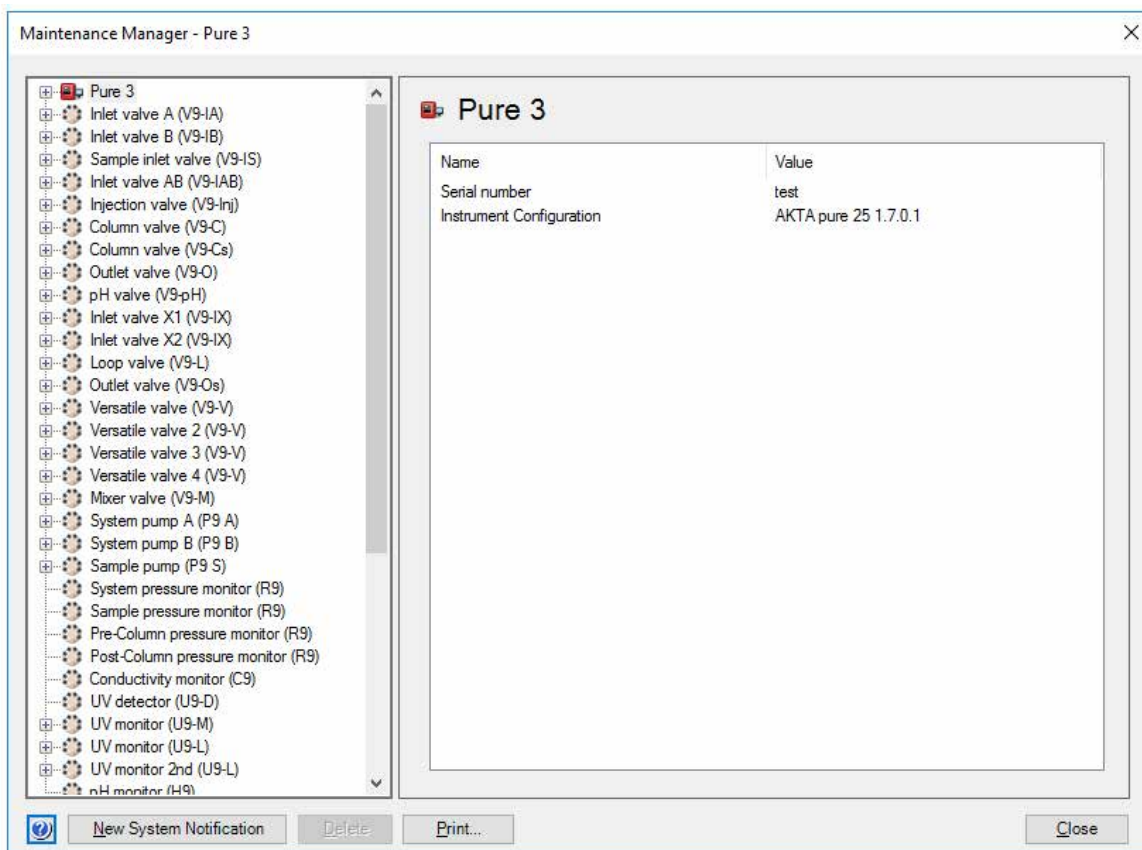 Maintenance Manager - Pure 3
Pure 3
Inlet valve A (V9-IA)
Inlet valve B (V9-IB)
Sample inlet valve (V9-IS)
Inlet valve AB (V9-IAB)
Injection valve (V9-Inj)
Column valve (V9-C)
Column valve (V9-Cs)
Outlet valve (V9-O)
pH valve (V9-pH)
Inlet valve X1 (V9-IX)
Inlet valve X2 (V9-IX)
Loop valve (V9-L)
Outlet valve (V9-Os)
Versatile valve (V9-V)
Versatile valve 2 (V9-V)
Versatile valve 3 (V9-V)
Versatile valve 4 (V9-V)
Mixer valve (V9-M)
System pump A (P9 A)
System pump B (P9 B)
Sample pump (P9 S)
System pressure monitor (R9)
Sample pressure monitor (R9)
Pre-Column pressure monitor (R9)
Post-Column pressure monitor (R9)
Conductivity monitor (C9)
UV detector (U9-D)
UV monitor (U9-M)
UV monitor (U9-L)
UV monitor 2nd (U9-L)
pH monitor (H9)
Pure 3
Name Value
Serial number test
Instrument Configuration AKTA pure 25 1.7.0.1
New System Notification Delete Print... Close